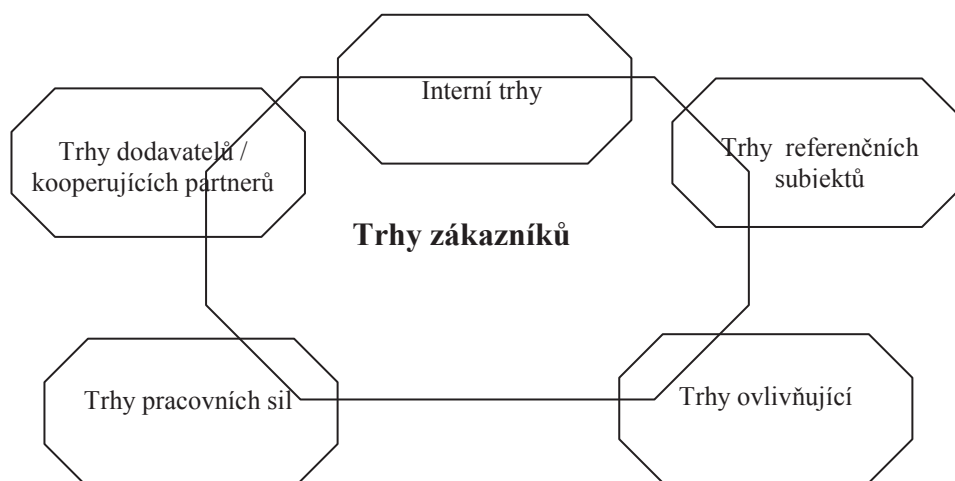 Interní trhy
Trhy dodavatelů /
kooperujících partnerů
Trhy referenčních
subjektů
Trhy zákazníků
Trhy pracovních sil
Trhy ovlivňující